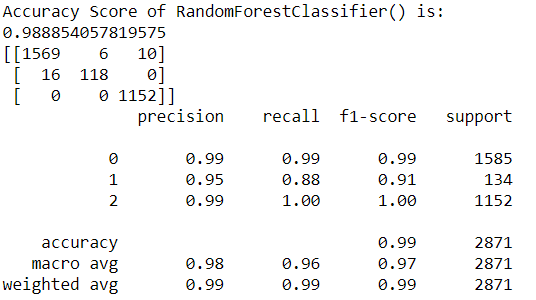 Accuracy Score of RandomForestClassifier() is:
0.988854057819575
[[1569    6   10]
 [  16  118    0]
 [   0    0 1152]]
              precision    recall  f1-score   support

           0       0.99      0.99      0.99      1585
           1       0.95      0.88      0.91       134
           2       0.99      1.00      1.00      1152

    accuracy                           0.99      2871
   macro avg       0.98      0.96      0.97      2871
weighted avg       0.99      0.99      0.99      2871